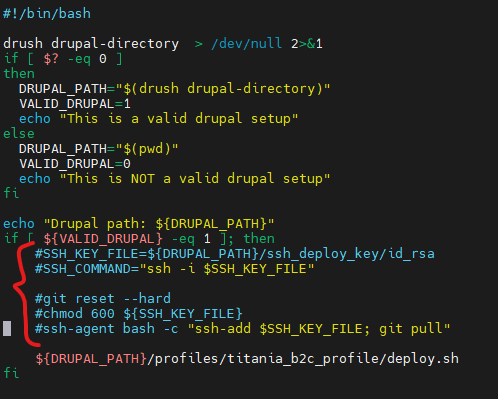 #!/bin/bash
drush drupal-directory  > /dev/null 2>&1
if [ $? -eq 0 ]
then
  DRUPAL_PATH="$(drush drupal-directory)"
  VALID_DRUPAL=1
  echo "This is a valid drupal setup"
else
  DRUPAL_PATH="$(pwd)"
  VALID_DRUPAL=0
  echo "This is NOT a valid drupal setup"
fi
echo "Drupal path: ${DRUPAL_PATH}"
if [ ${VALID_DRUPAL} -eq 1 ]; then
    #SSH_KEY_FILE=${DRUPAL_PATH}/ssh_deploy_key/id_rsa
    #SSH_COMMAND="ssh -i $SSH_KEY_FILE"
    #git reset --hard
    #chmod 600 ${SSH_KEY_FILE}
    #ssh-agent bash -c "ssh-add $SSH_KEY_FILE; git pull"
    ${DRUPAL_PATH}/profiles/titania_b2c_profile/deploy.sh
fi